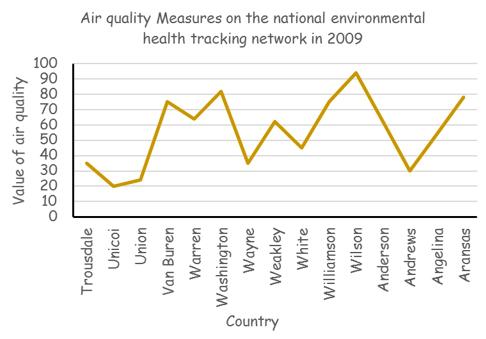 Air quality Measures on the national environmental
health tracking network in 2009
Value of air quality
100
90
80
70
60
50
40
30
20
10
0
Trousdale
Unicoi
Union
Van Buren
Warren
Washington
Wayne
Weakley
White
Williamson
Wilson
Anderson
Andrews
Angelina
Aransas
Country